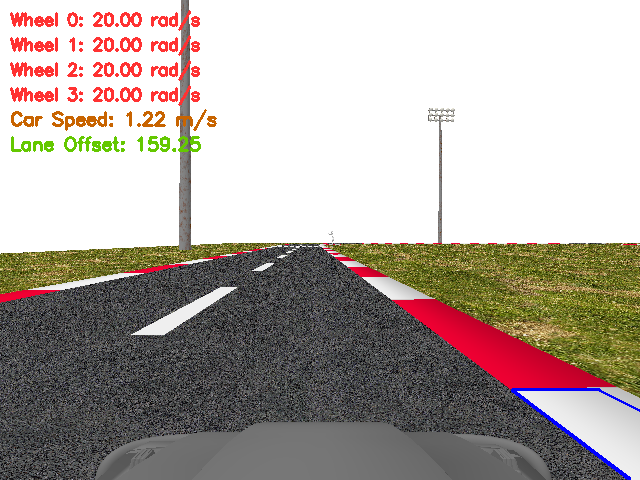 Wheel 0: 20.00 rad/s
Wheel 1: 20.00 rad/s
Wheel 2: 20.00 rad/s
Wheel 3: 20.00 rad/s
Car Speed: 1.22 m/s
Lane Offset: 159.25